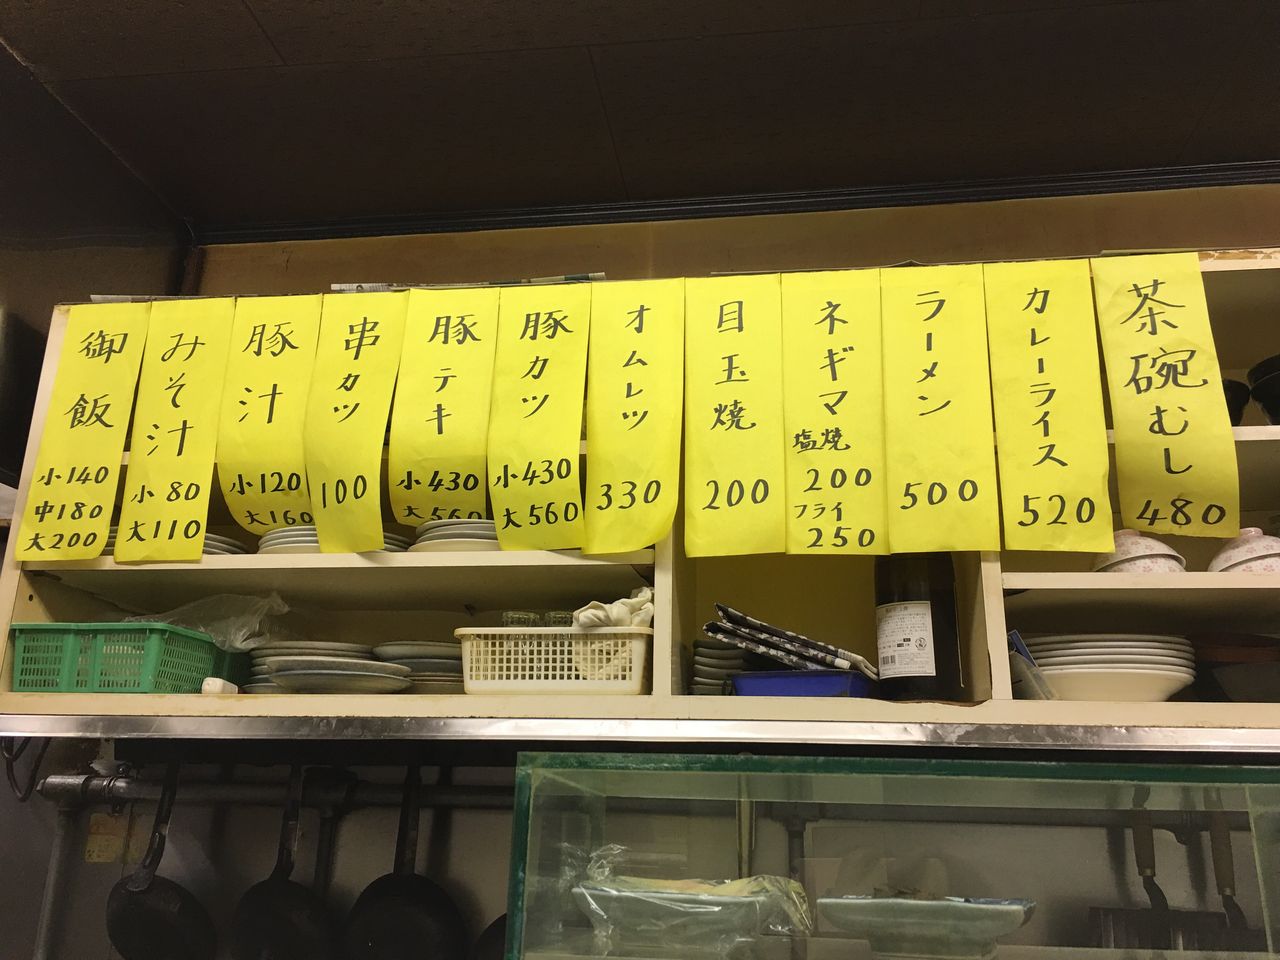 御飯
小140
中180
大200
みそ汁
小 80
大110
豚汁
小120
大160
串カツ
100
豚テキ
小430
大560
豚カツ
小430
大560
オムレツ
330
目玉焼
200
ネギマ
塩焼
200
フライ
250
ラーメン
500
カレーライス
520
茶碗むし
480